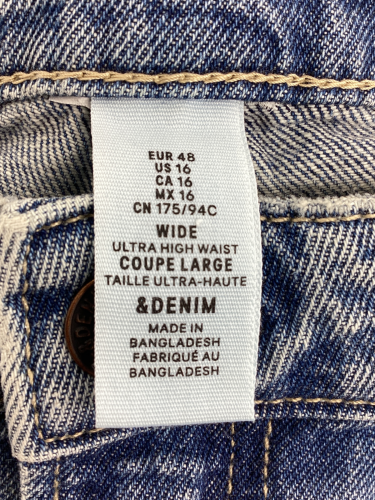 EUR 48
US 16
CA 16
MX 16
CN 175/94C
WIDE
ULTRA HIGH WAIST
COUPE LARGE
TAILLE ULTRA-HAUTE
&DENIM
MADE IN
BANGLADESH
FABRIQUÉ AU
BANGLADESH